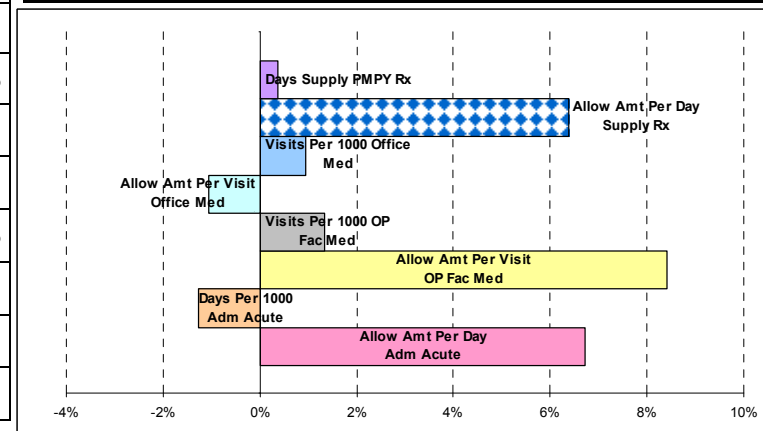 Days Supply PMPY Rx
Allow Amt Per Day
Supply Rx
Visits Per 1000 Office
Med
Allow Amt Per Visit
Office Med
Visits Per 1000 OP
Fac Med
Allow Amt Per Visit
OP Fac Med
Days Per 1000
Adm Acute
Allow Amt Per Day
Adm Acute
-4% -2% 0% 2% 4% 6% 8% 10%